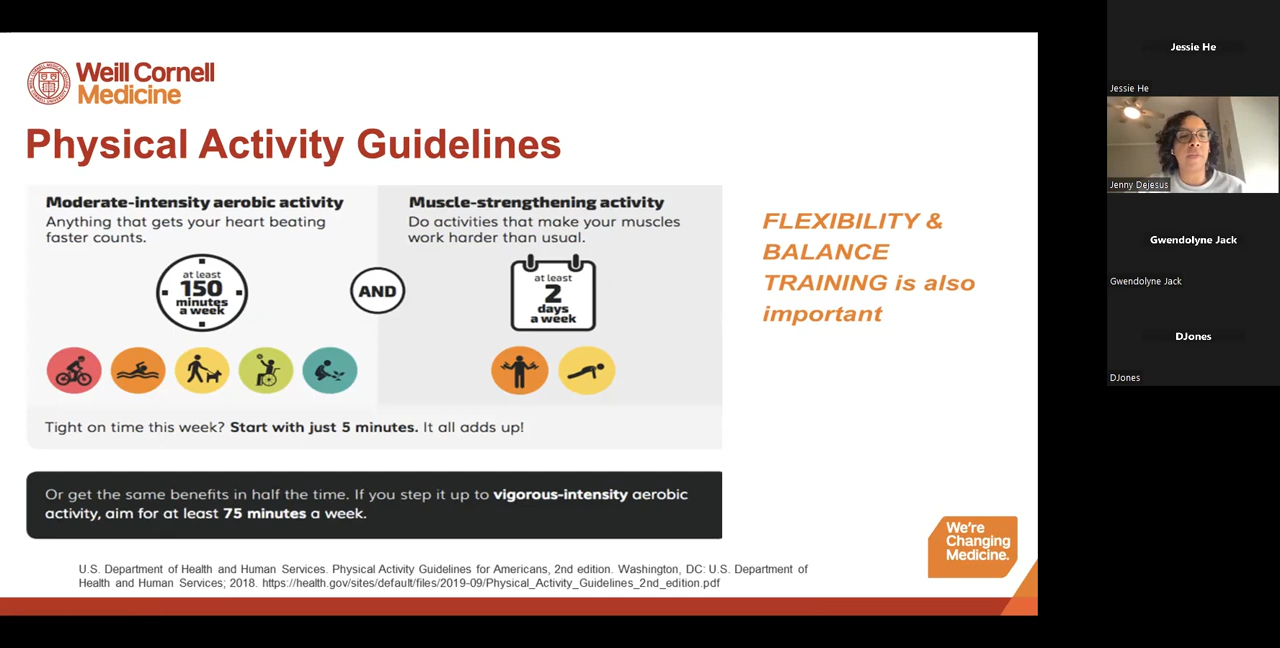 Weill Cornell
Medicine
Physical Activity Guidelines
Moderate-intensity aerobic activity
Anything that gets your heart beating
faster counts.
at least
150
minutes
a week
AND
Muscle-strengthening activity
Do activities that make your muscles
work harder than usual.
at least
2
days
a week
Tight on time this week? Start with just 5 minutes. It all adds up!
Or get the same benefits in half the time. If you step it up to vigorous-intensity aerobic
activity, aim for at least 75 minutes a week.
FLEXIBILITY &
BALANCE
TRAINING is also
important
We're
Changing
Medicine.
U.S. Department of Health and Human Services. Physical Activity Guidelines for Americans, 2nd edition. Washington, DC: U.S. Department of
Health and Human Services; 2018. https://health.gov/sites/default/files/2019-09/Physical_Activity_Guidelines_2nd_edition.pdf
Jessie He
Jessie He
Jenny Dejesus
Gwendolyne Jack
Gwendolyne Jack
DJones
DJones